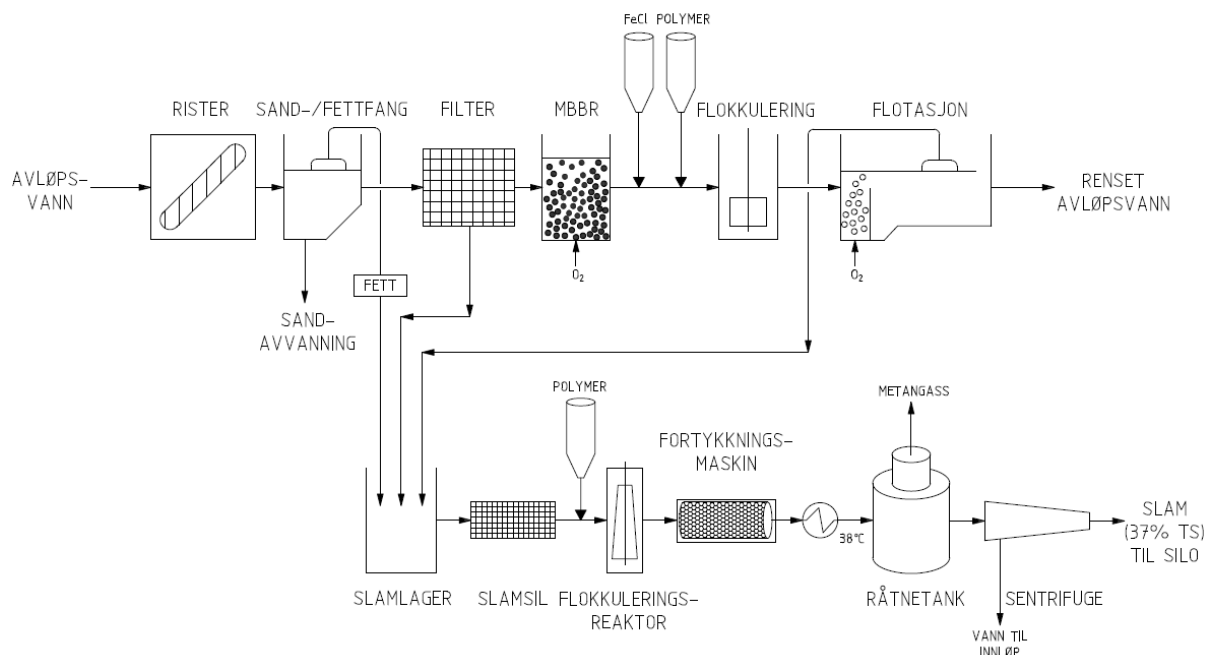 FeCl POLYMER
RISTER
SAND-/FETTFANG
FILTER
MBBR
FLOKKULERING
FLOTASJON
AVLØPS-
VANN
RENSET
AVLØPSVANN
O₂
O₂
FETT
SAND-
AVVANNING
POLYMER
METANGASS
FORTYKKNINGS-
MASKIN
38°C
SLAM
(37% TS)
TIL SILO
SLAMLAGER
SLAMSIL
FLOKKULERINGS-
REAKTOR
RÅTNETANK
SENTRIFUGE
VANN TIL
INNLØP